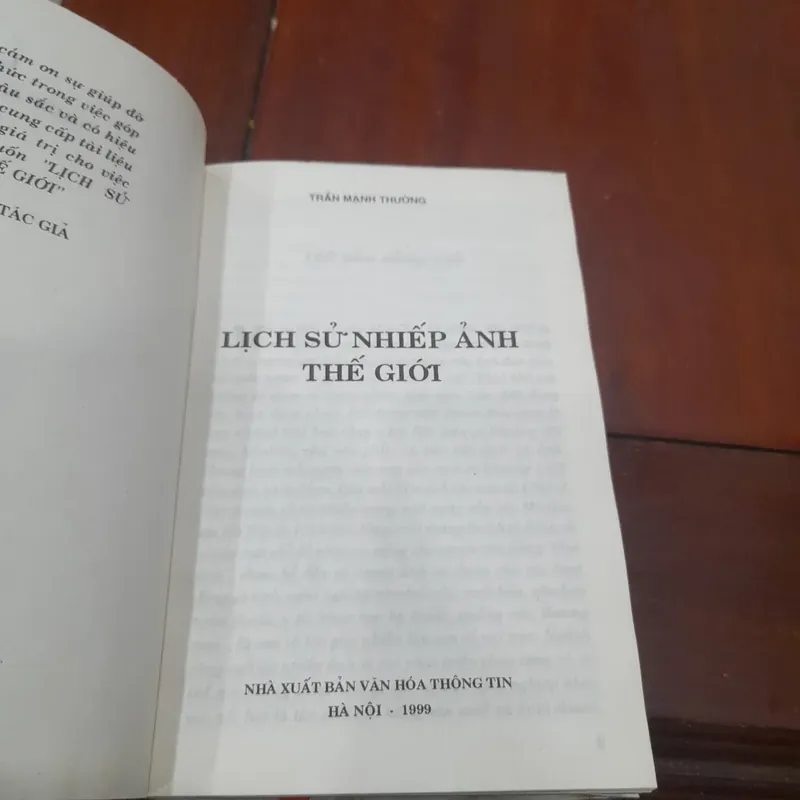 cám ơn sự giúp đỡ
hức trong việc góp
âu sắc và có hiệu
cung cấp tài liệu
giá trị cho việc
uốn "LỊCH SỬ
Ế GIỚI"
TÁC GIẢ
TRẦN MẠNH THƯỜNG
LỊCH SỬ NHIẾP ẢNH
THẾ GIỚI
NHÀ XUẤT BẢN VĂN HÓA THÔNG TIN
HÀ NỘI - 1999